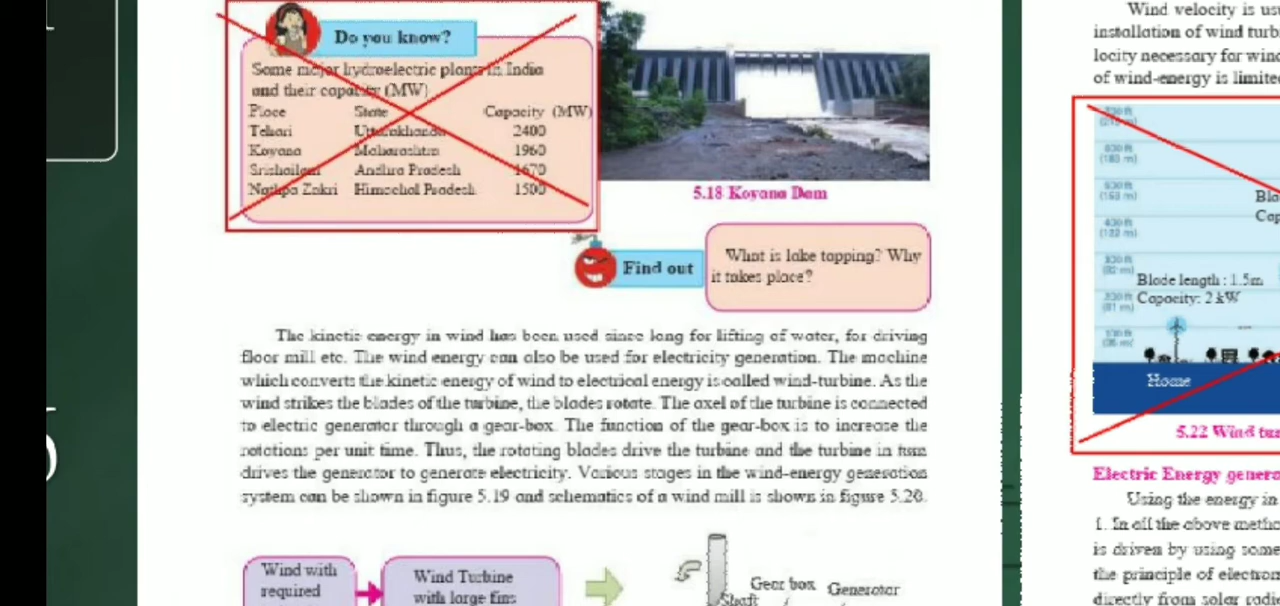 Do you know?
Some major hydroelectric plants in India
and their capacity (MW)
Place State Capacity (MW)
Tehari Uttarakhanda 2400
Koyana Maharashtra 1960
Srishailam Andhra Pradesh 1670
Nathpa Zakri Himachal Pradesh 1500
5.18 Koyana Dam
Find out
What is lake tapping? Why
it takes place?
The kinetic energy in wind has been used since long for lifting of water, for driving
floor mill etc. The wind energy can also be used for electricity generation. The machine
which converts the kinetic energy of wind to electrical energy is called wind-turbine. As the
wind strikes the blades of the turbine, the blades rotate. The axel of the turbine is connected
to electric generator through a gear-box. The function of the gear-box is to increase the
rotations per unit time. Thus, the rotating blades drive the turbine and the turbine in turn
drives the generator to generate electricity. Various stages in the wind-energy generation
system can be shown in figure 5.19 and schematics of a wind mill is shown in figure 5.20.
Wind with
required
Wind Turbine
with large fins
Gear box
Generator
Shaft
Wind velocity is
installation of wind
locity necessary for
of wind-energy is
Blade length : 1.5m
Capacity: 2 kW
Home
5.22 Wind
Electric Energy
Using the energy in
1. In all the above
is driven by using some
the principle of
directly from solar